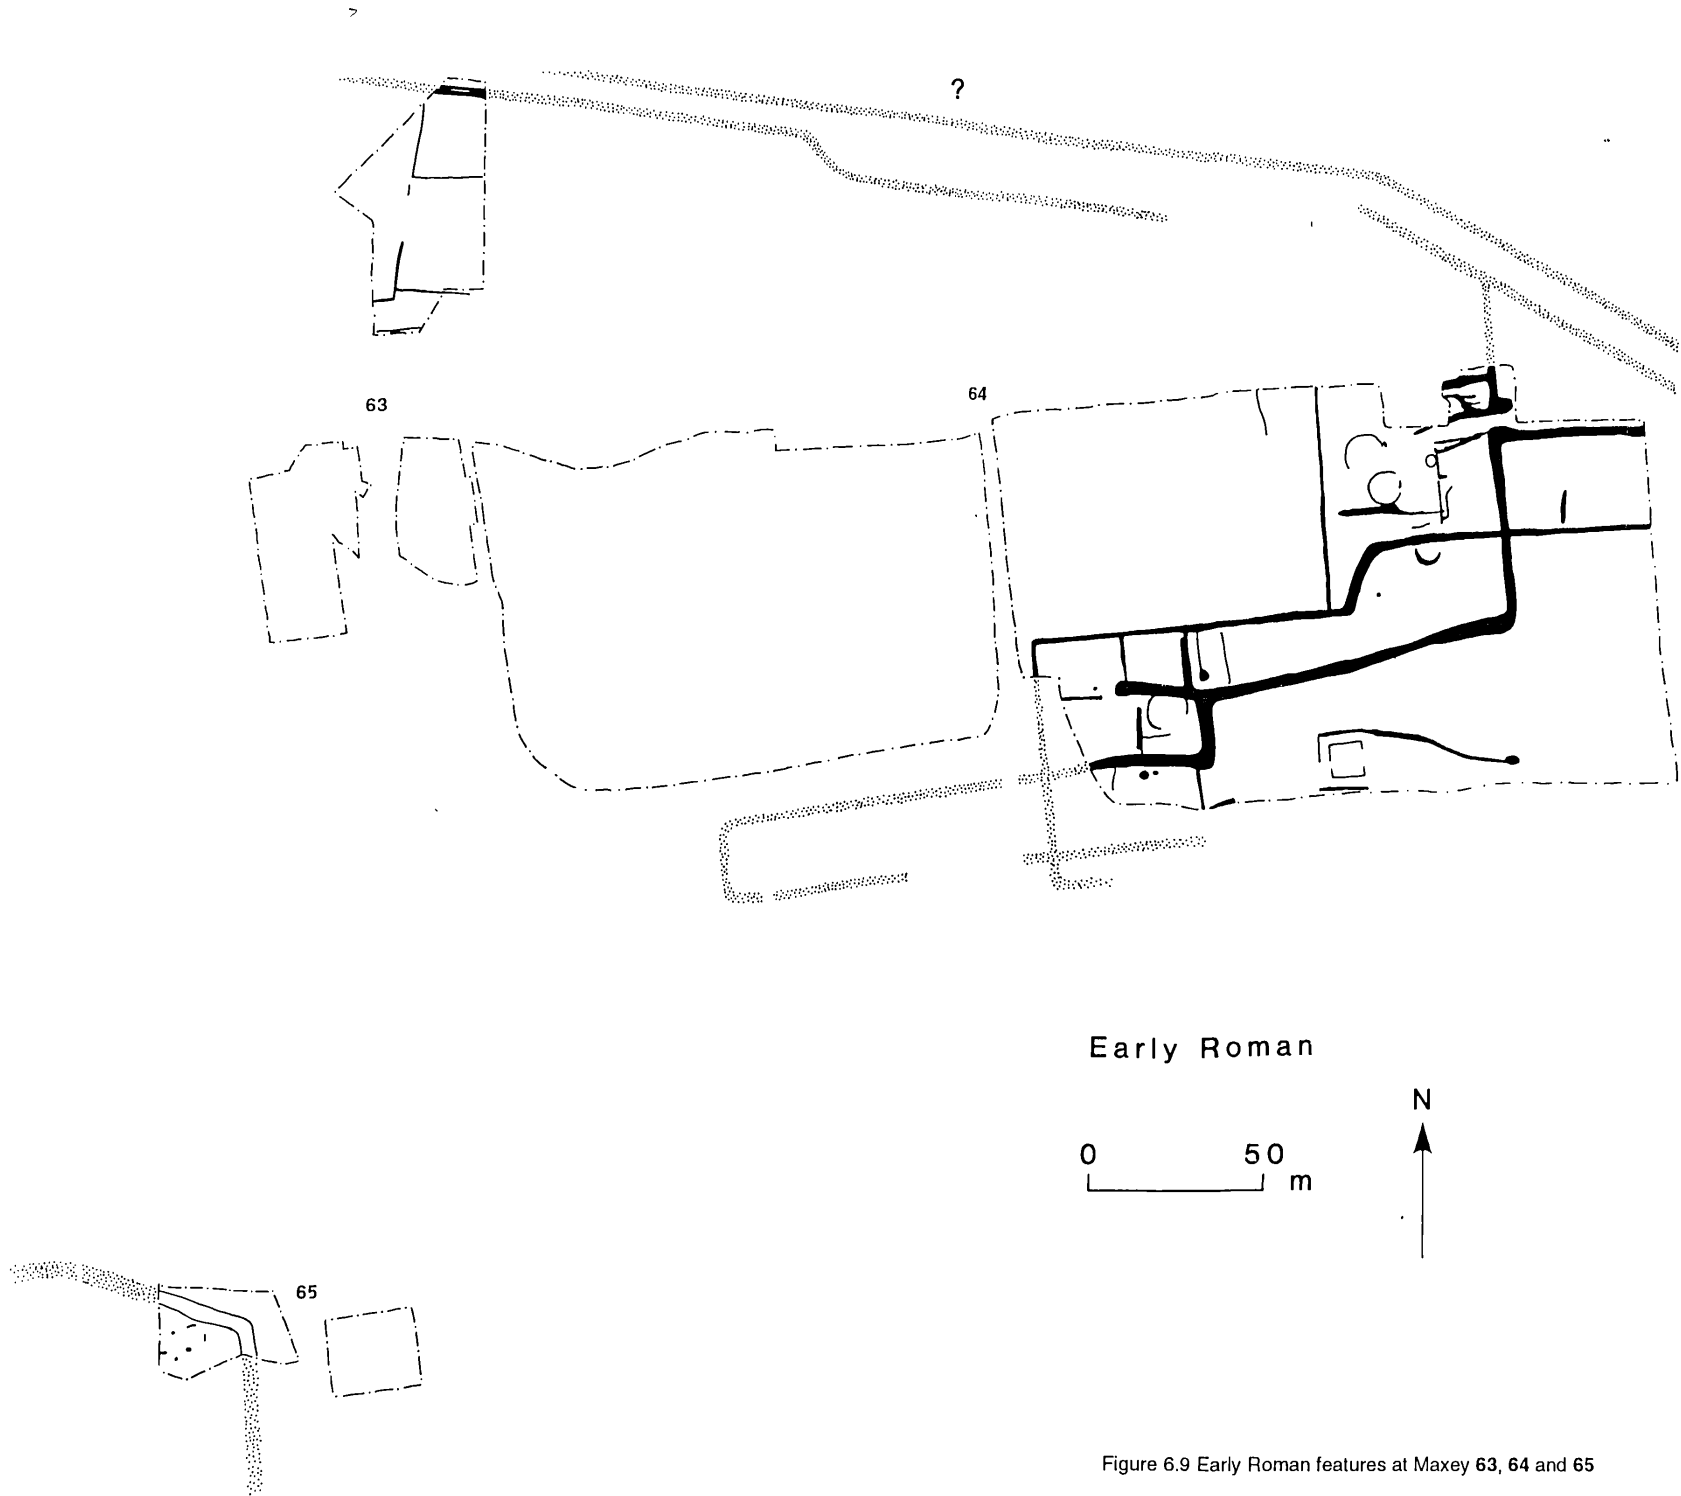 ?
63
64
Early Roman
N
0 50 m
65
Figure 6.9 Early Roman features at Maxey 63, 64 and 65